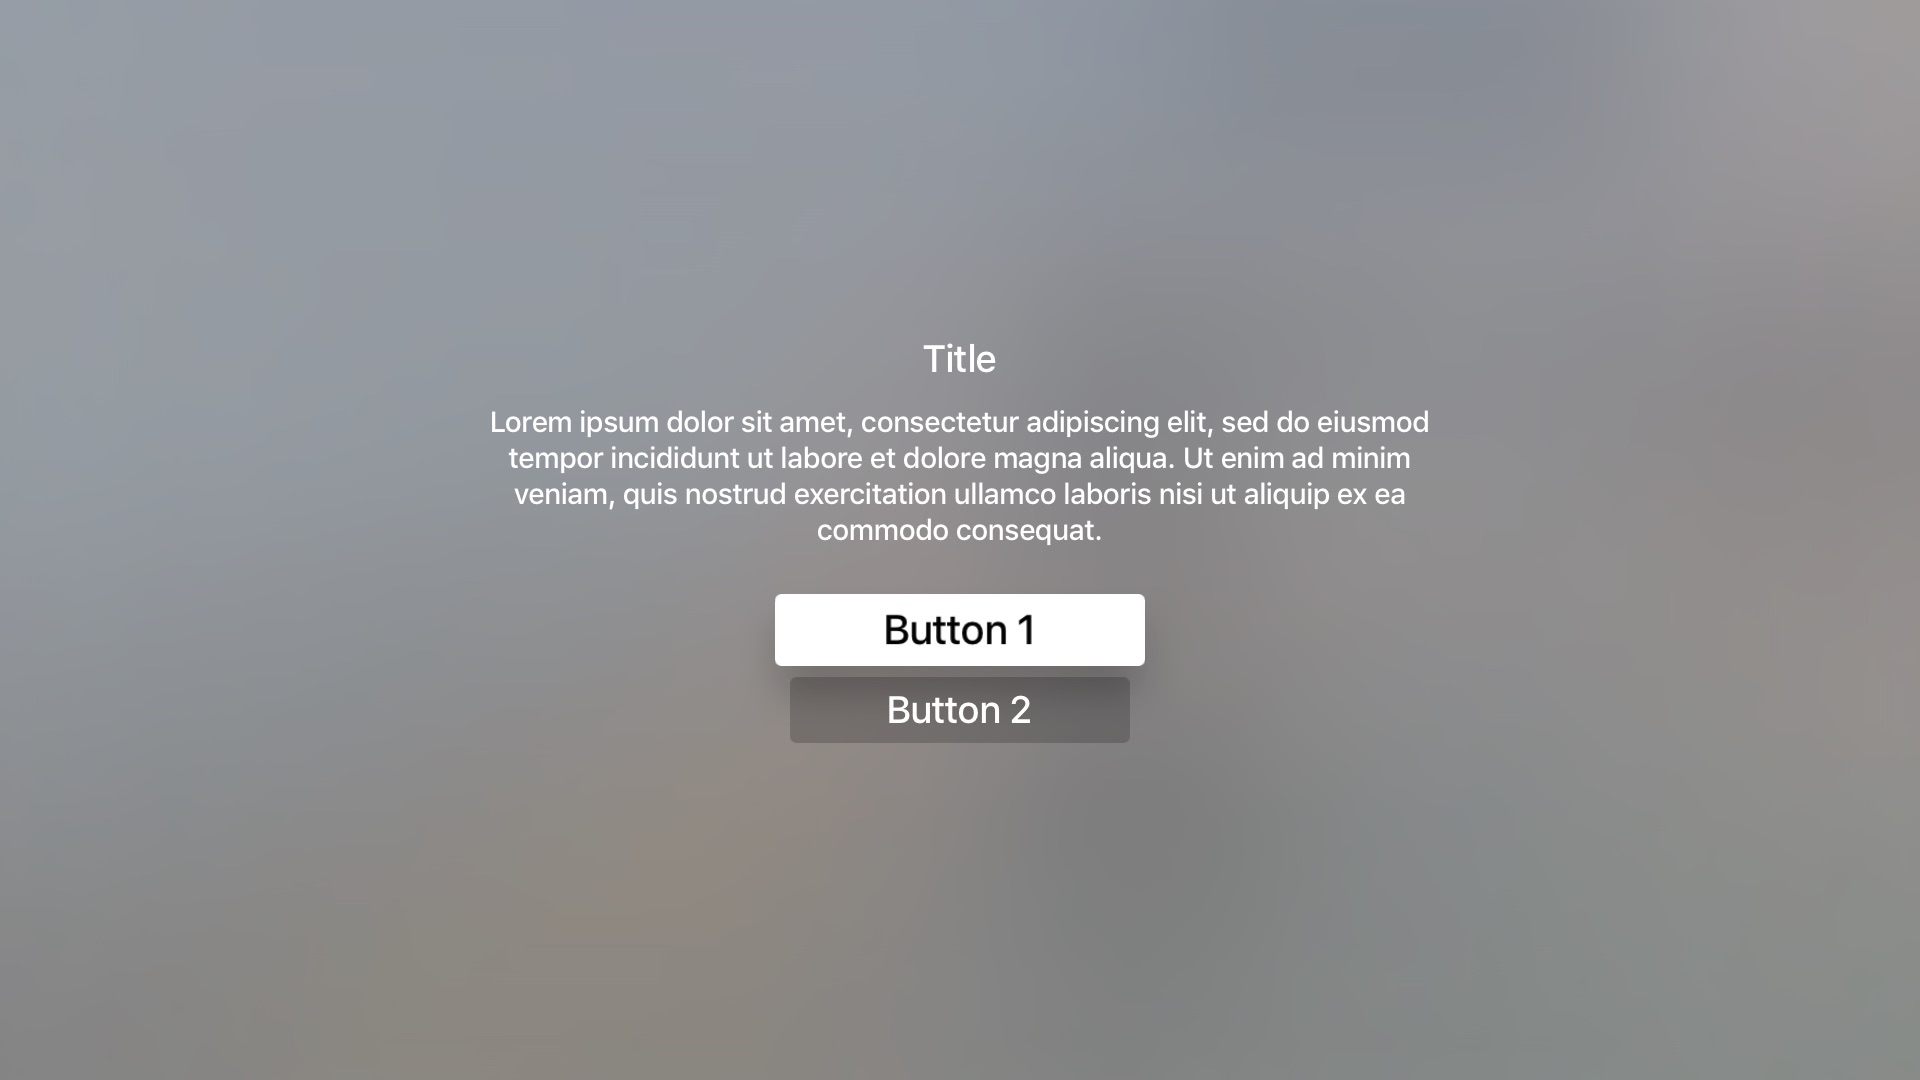 Title
Lorem ipsum dolor sit amet, consectetur adipiscing elit, sed do eiusmod
tempor incididunt ut labore et dolore magna aliqua. Ut enim ad minim
veniam, quis nostrud exercitation ullamco laboris nisi ut aliquip ex ea
commodo consequat.
Button 1
Button 2